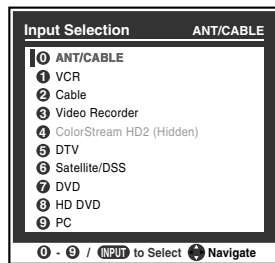 Input Selection ANT/CABLE
0 ANT/CABLE
1 VCR
2 Cable
3 Video Recorder
4 ColorStream HD2 (Hidden)
5 DTV
6 Satellite/DSS
7 DVD
8 HD DVD
9 PC
0 - 9 / INPUT to Select Navigate